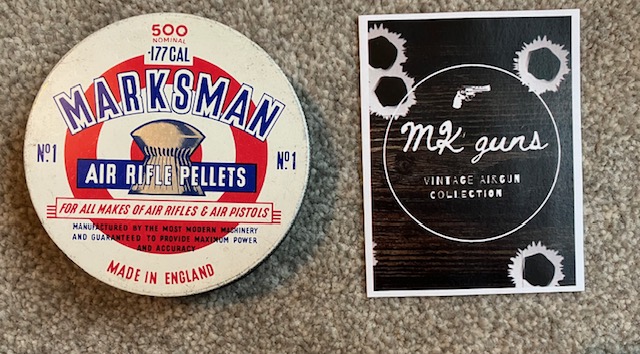 500
NOMINAL
·177 CAL
MARKSMAN
Nº1
Nº1
AIR RIFLE PELLETS
FOR ALL MAKES OF AIR RIFLES & AIR PISTOLS
MANUFACTURED BY THE MOST MODERN MACHINERY
AND GUARANTEED TO PROVIDE MAXIMUM POWER
AND ACCURACY
MADE IN ENGLAND
MK guns
VINTAGE AIRGUN
COLLECTION